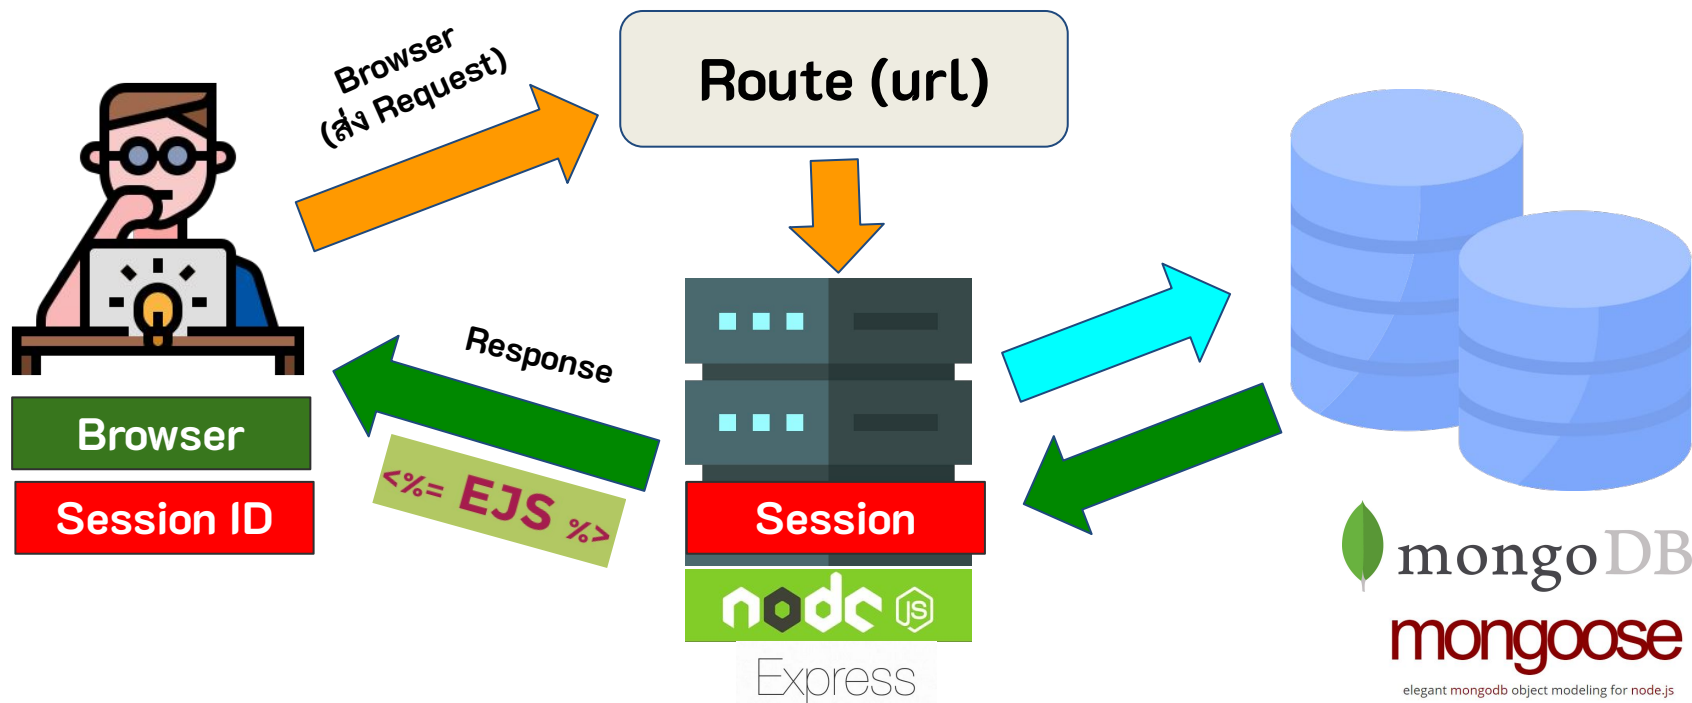 Browser
(ส่ง Request)
Route (url)
Response
<%= EJS %>
Browser
Session ID
Session
node
JS
Express
mongoDB
mongoose
elegant mongodb object modeling for node.js